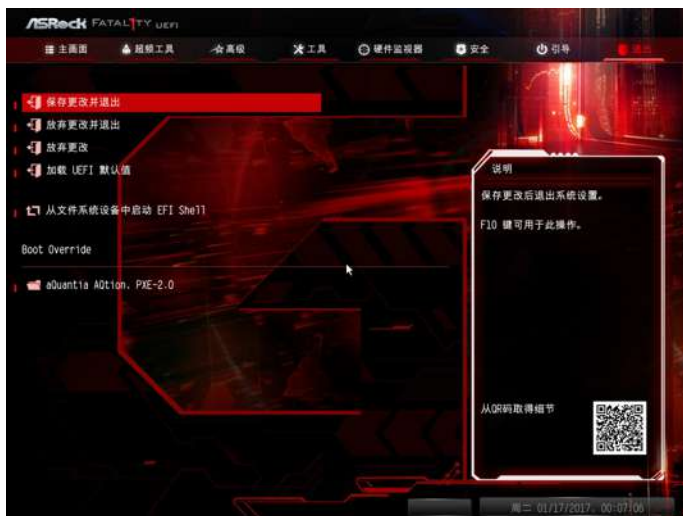 ASRock FATAL1TY UEFI
主画面 超频工具 高级 工具 硬件监视器 安全 引导 退出
保存更改并退出
放弃更改并退出
放弃更改
加载 UEFI 默认值
从文件系统设备中启动 EFI Shell
Boot Override
aQuantia AQtion. PXE-2.0
说明
保存更改后退出系统设置。
F10 键可用于此操作。
从QR码取得细节
周二 01/17/2017. 00:07:06